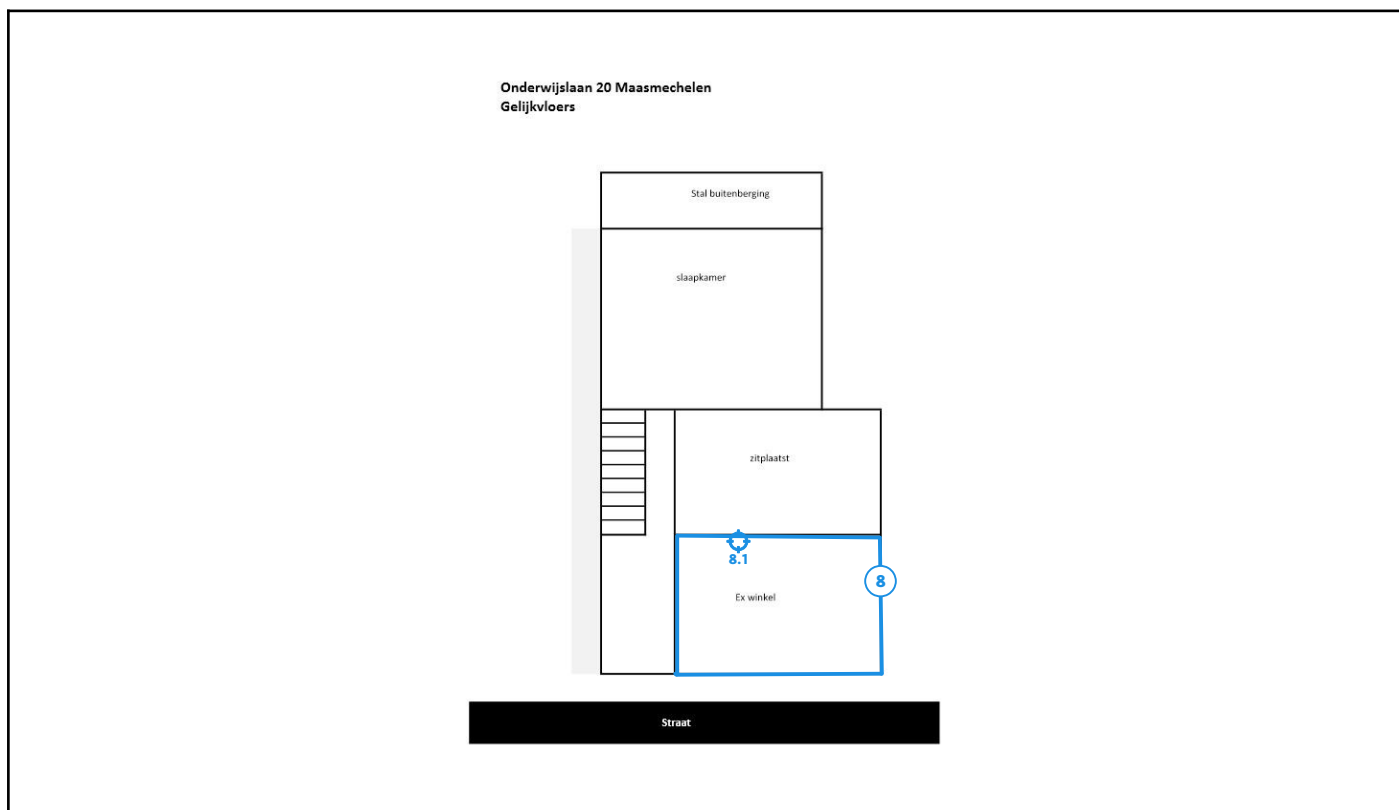 Onderwijslaan 20 Maasmechelen
Gelijkvloers
Stal buitenberging
slaapkamer
zitplaatst
8.1
8
Ex winkel
Straat